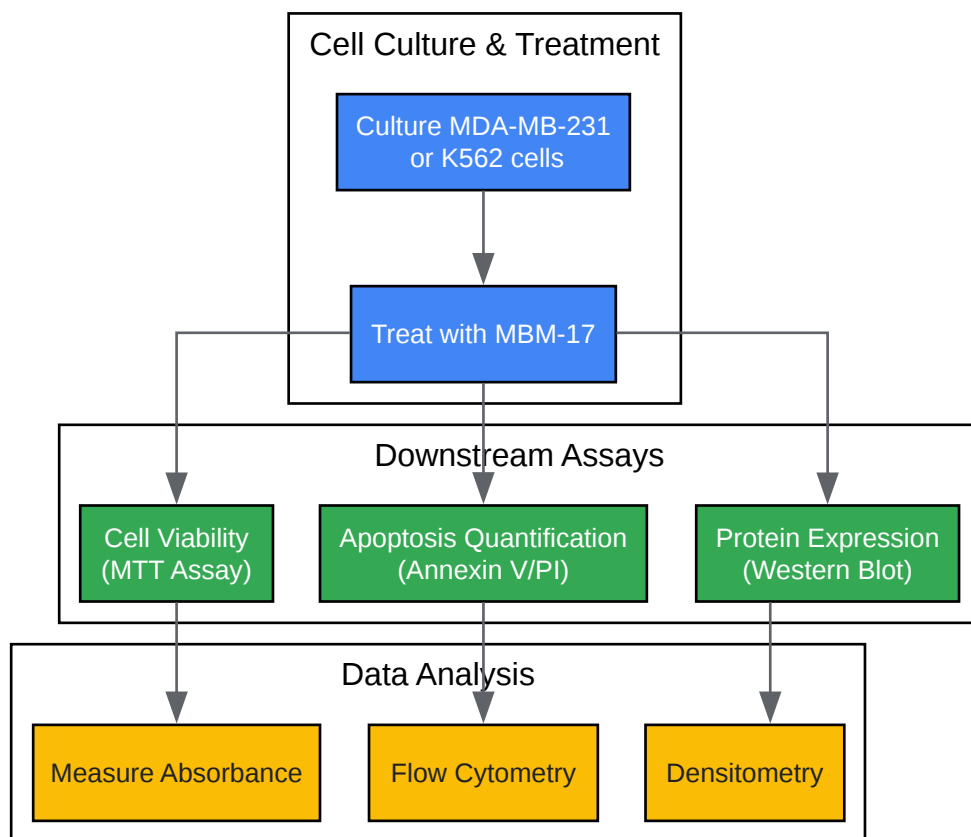 Cell Culture & Treatment
Culture MDA-MB-231
or K562 cells
Treat with MBM-17
Downstream Assays
Cell Viability
(MTT Assay)
Apoptosis Quantification
(Annexin V/PI)
Protein Expression
(Western Blot)
Data Analysis
Measure Absorbance
Flow Cytometry
Densitometry